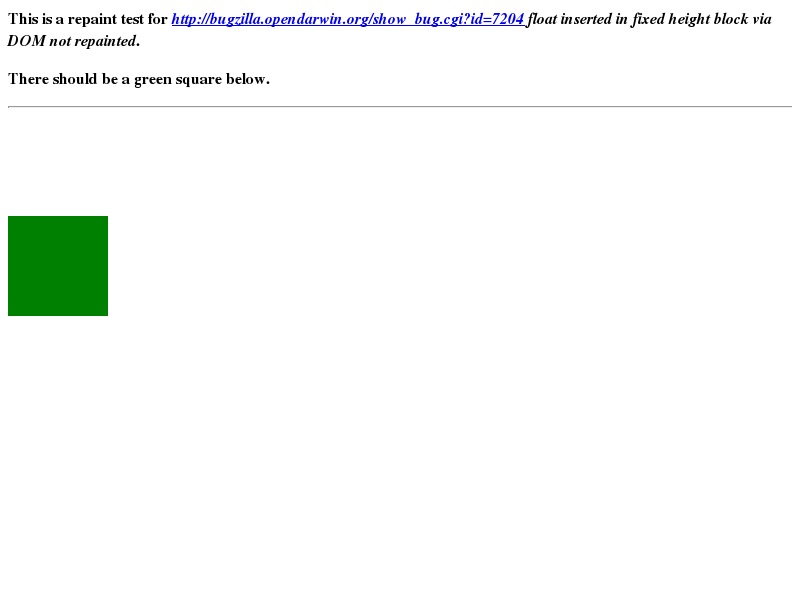 This is a repaint test for http://bugzilla.opendarwin.org/show_bug.cgi?id=7204 float inserted in fixed height block via
DOM not repainted.
There should be a green square below.